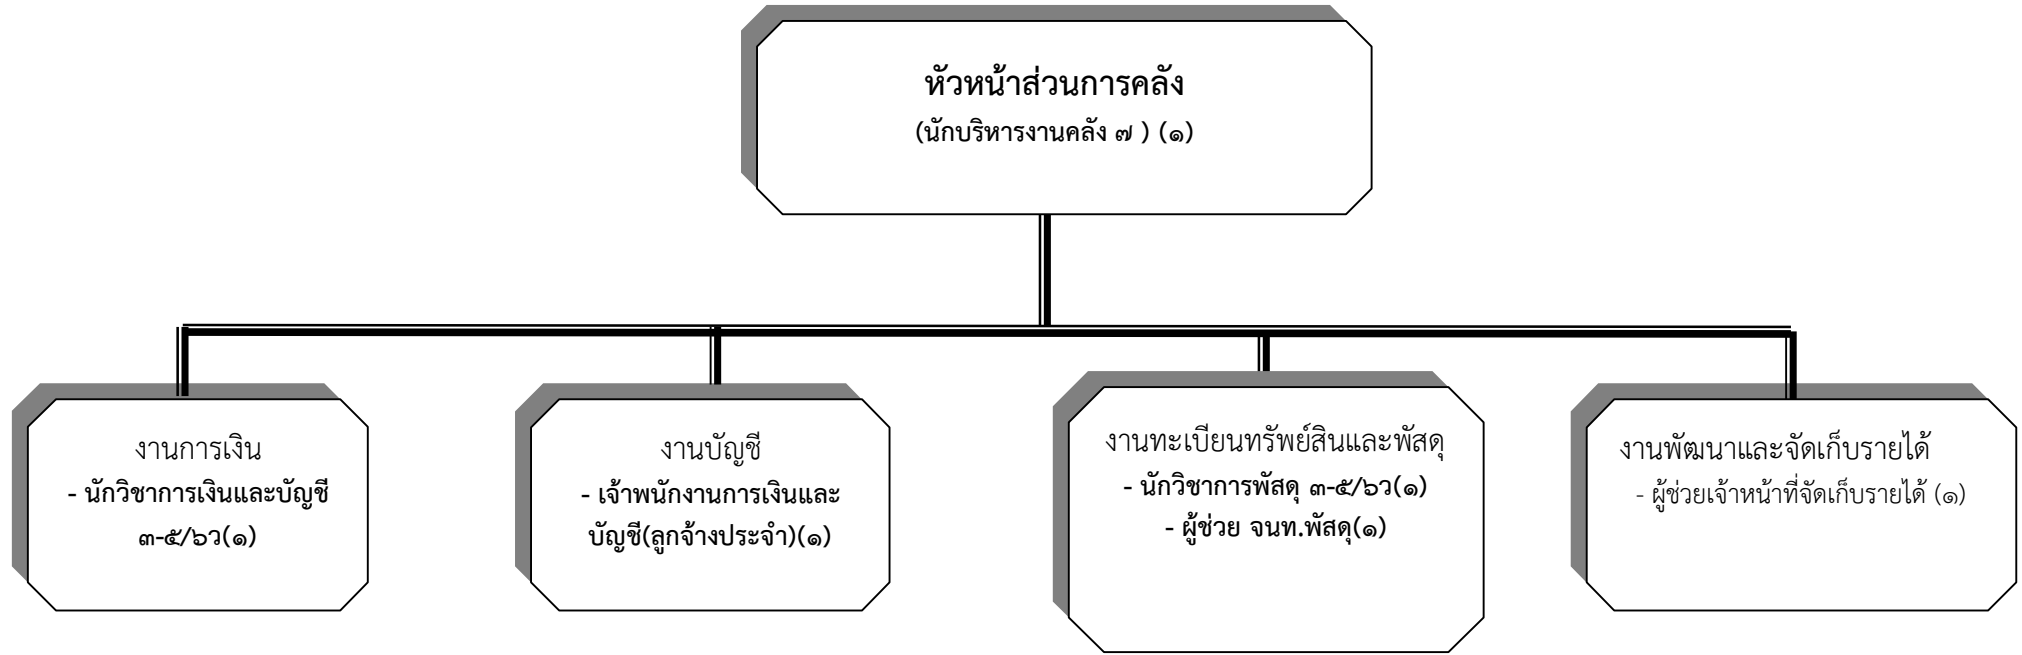 หัวหน้าส่วนการคลัง
(นักบริหารงานคลัง ๗ ) (๑)
งานการเงิน
- นักวิชาการเงินและบัญชี
๓-๕/๖ว(๑)
งานบัญชี
- เจ้าพนักงานการเงินและ
บัญชี(ลูกจ้างประจำ)(๑)
งานทะเบียนทรัพย์สินและพัสดุ
- นักวิชาการพัสดุ ๓-๕/๖ว(๑)
- ผู้ช่วย จนท.พัสดุ(๑)
งานพัฒนาและจัดเก็บรายได้
- ผู้ช่วยเจ้าหน้าที่จัดเก็บรายได้ (๑)